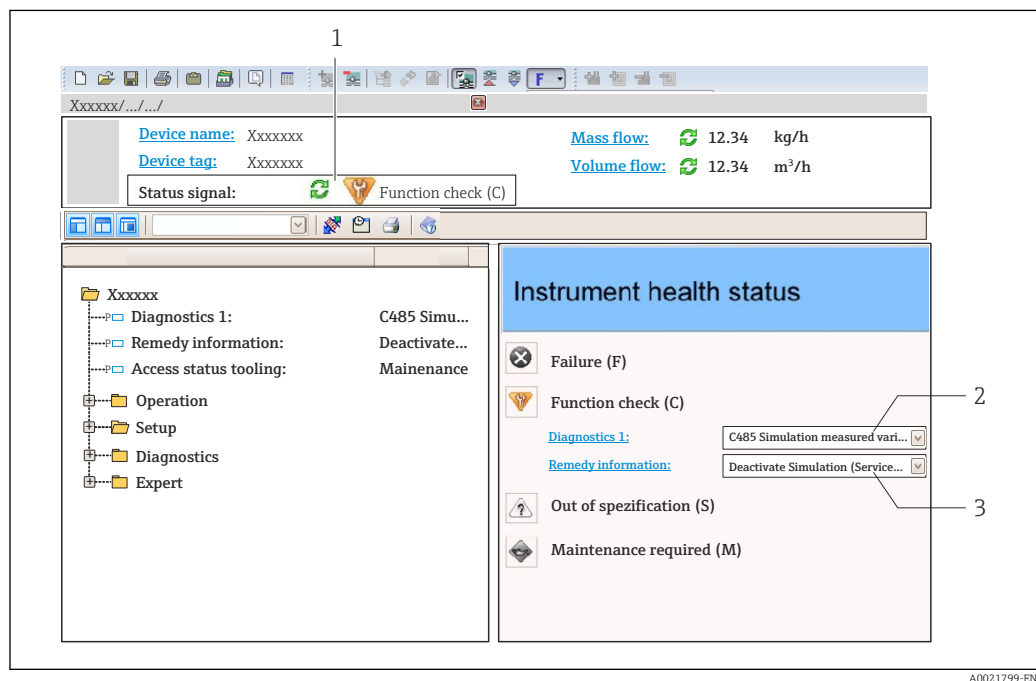 1
F
Xxxxxx/.../.../
Device name: Xxxxxxx
Mass flow: 12.34 kg/h
Device tag: Xxxxxxx
Volume flow: 12.34 m³/h
Status signal: Function check (C)
Xxxxxx
Diagnostics 1: C485 Simu...
Remedy information: Deactivate...
Access status tooling: Mainenance
Operation
Setup
Diagnostics
Expert
Instrument health status
Failure (F)
Function check (C)
2
Diagnostics 1: C485 Simulation measured vari...
Remedy information: Deactivate Simulation (Service...
Out of spezification (S)
3
Maintenance required (M)
A0021799-EN